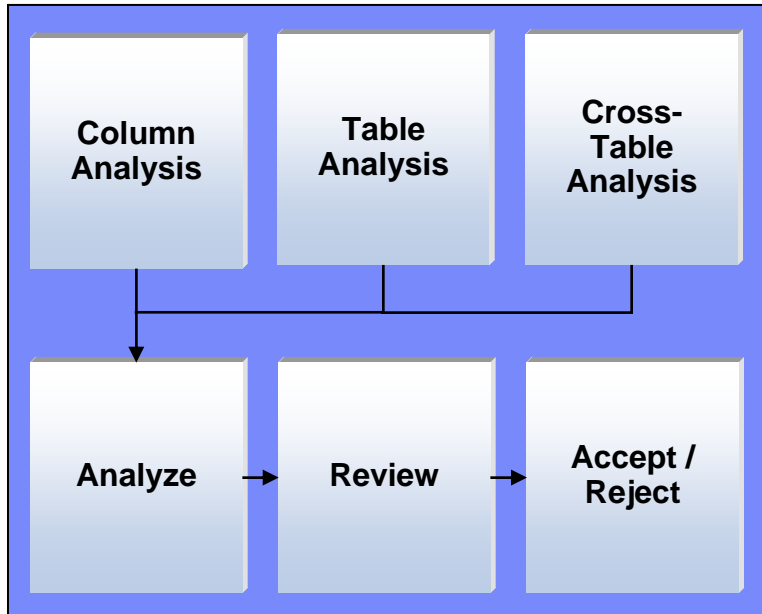 Column
Analysis
Table
Analysis
Cross-
Table
Analysis
Analyze
Review
Accept /
Reject